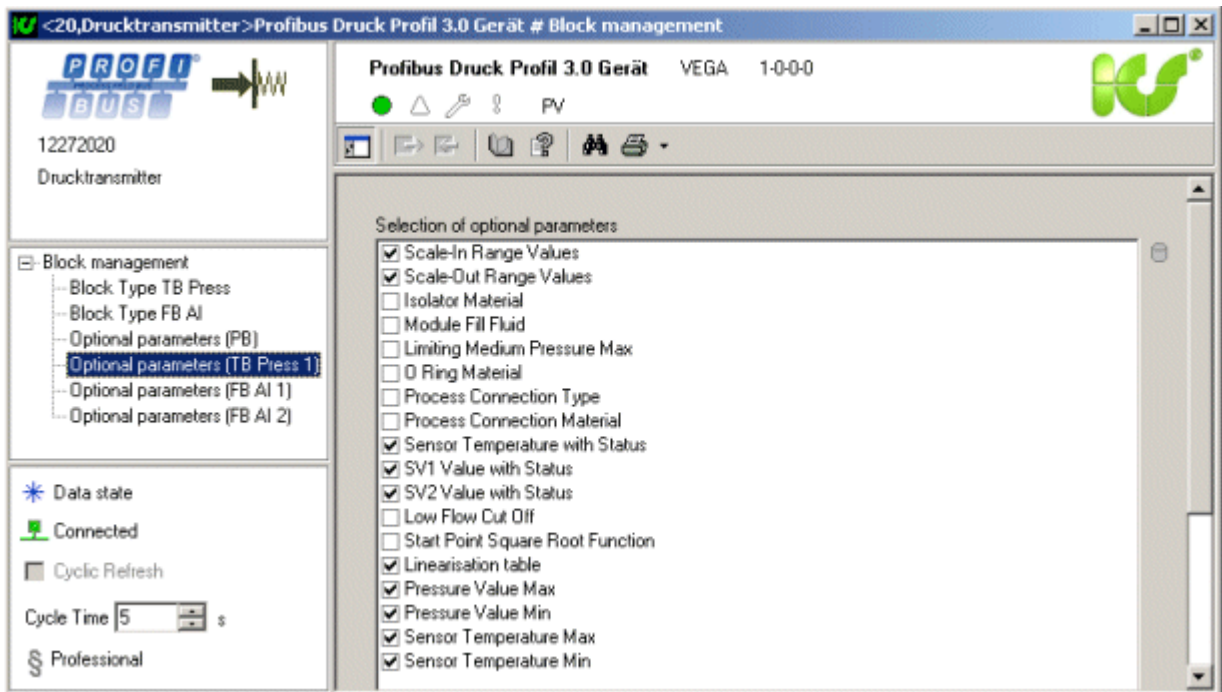 <20,Drucktransmitter>Profibus Druck Profil 3.0 Gerät # Block management
PROFI
PROCESS FIELD BUS
BUS
12272020
Drucktransmitter
Profibus Druck Profil 3.0 Gerät VEGA 1-0-0-0
PV
Block management
Block Type TB Press
Block Type FB AI
Optional parameters (PB)
Optional parameters (TB Press 1)
Optional parameters (FB AI 1)
Optional parameters (FB AI 2)
Data state
Connected
Cyclic Refresh
Cycle Time 5 s
§ Professional
Selection of optional parameters
Scale-In Range Values
Scale-Out Range Values
Isolator Material
Module Fill Fluid
Limiting Medium Pressure Max
O Ring Material
Process Connection Type
Process Connection Material
Sensor Temperature with Status
SV1 Value with Status
SV2 Value with Status
Low Flow Cut Off
Start Point Square Root Function
Linearisation table
Pressure Value Max
Pressure Value Min
Sensor Temperature Max
Sensor Temperature Min